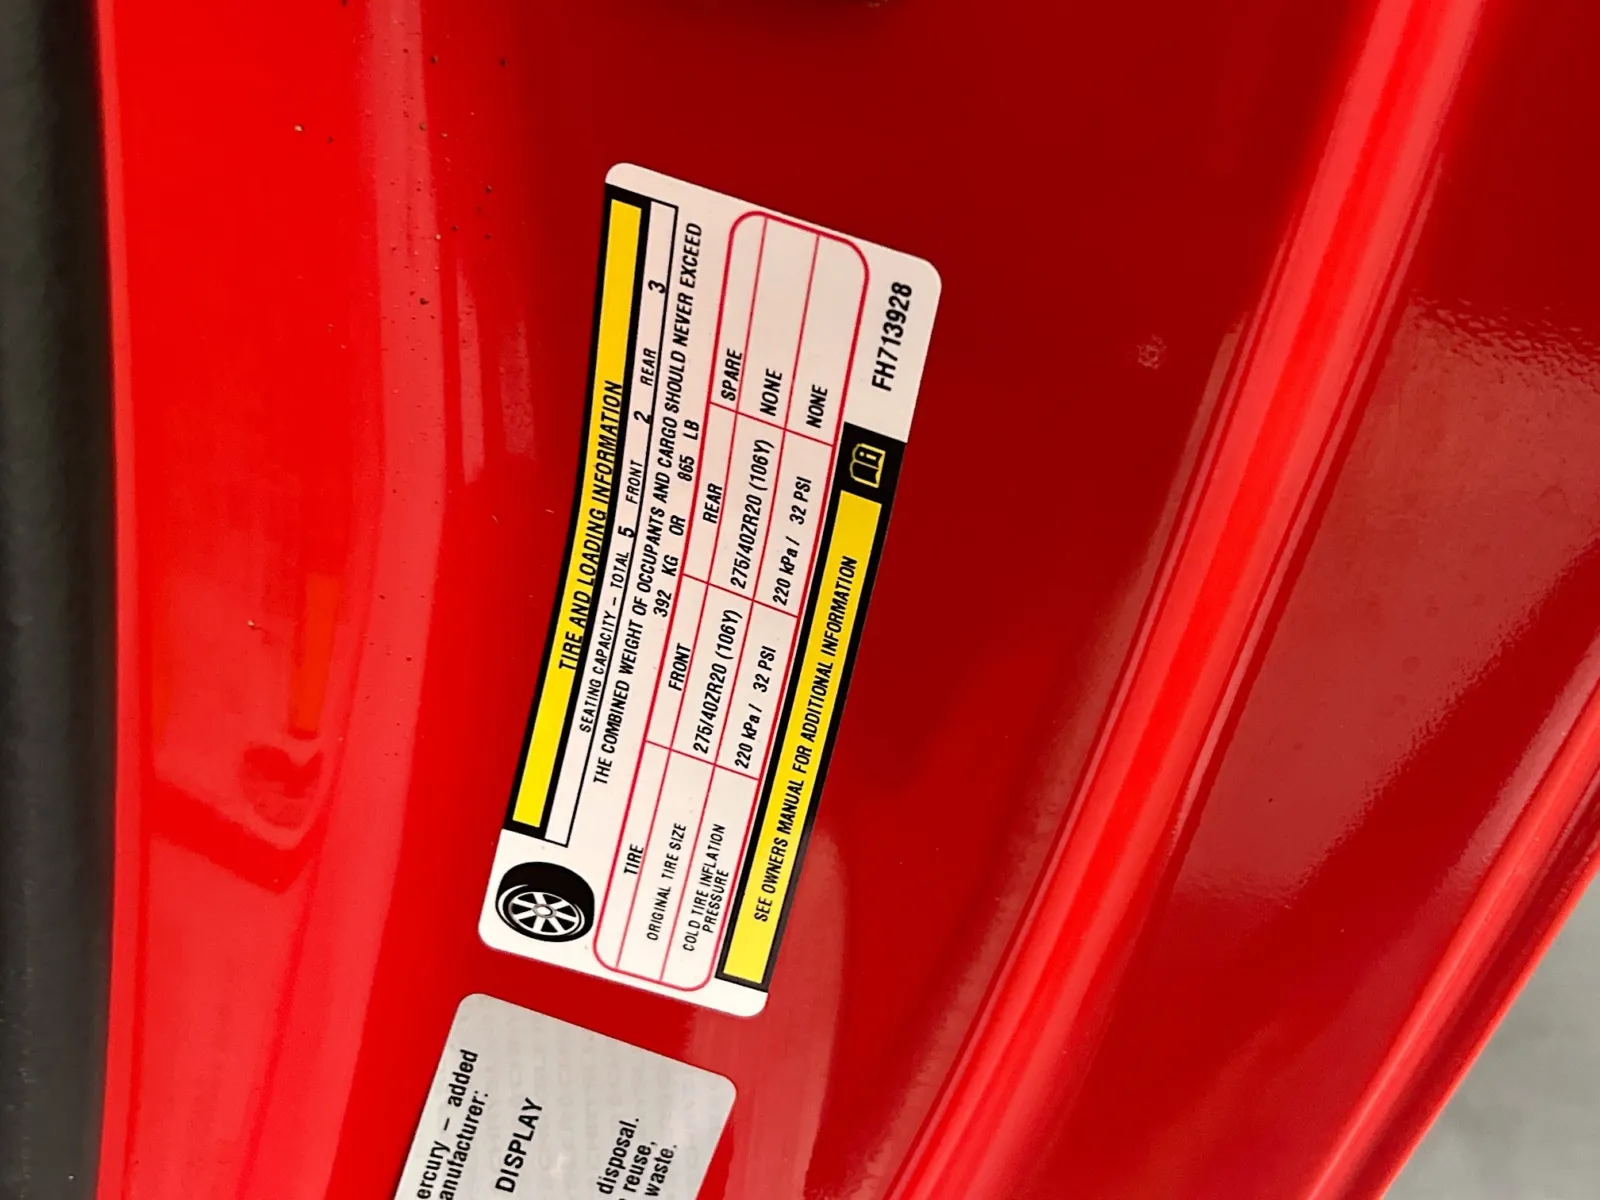 TIRE AND LOADING INFORMATION
SEATING CAPACITY – TOTAL 5 FRONT 2 REAR 3
THE COMBINED WEIGHT OF OCCUPANTS AND CARGO SHOULD NEVER EXCEED
392 KG OR 865 LB
TIRE FRONT REAR SPARE
ORIGINAL TIRE SIZE 275/40ZR20 (106Y) 275/40ZR20 (106Y) NONE
COLD TIRE INFLATION
PRESSURE 220 kPa / 32 PSI 220 kPa / 32 PSI NONE
SEE OWNERS MANUAL FOR ADDITIONAL INFORMATION
FH713928
ercury – added
anufacturer:
DISPLAY
disposal.
reuse,
waste.